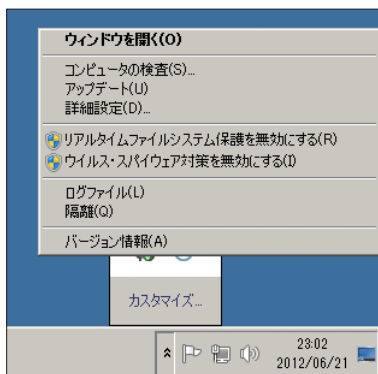 ウィンドウを開く(O)
コンピュータの検査(S)...
アップデート(U)
詳細設定(D)...
リアルタイムファイルシステム保護を無効にする(R)
ウイルス・スパイウェア対策を無効にする(I)
ログファイル(L)
隔離(Q)
バージョン情報(A)
カスタマイズ...
23:02
2012/06/21